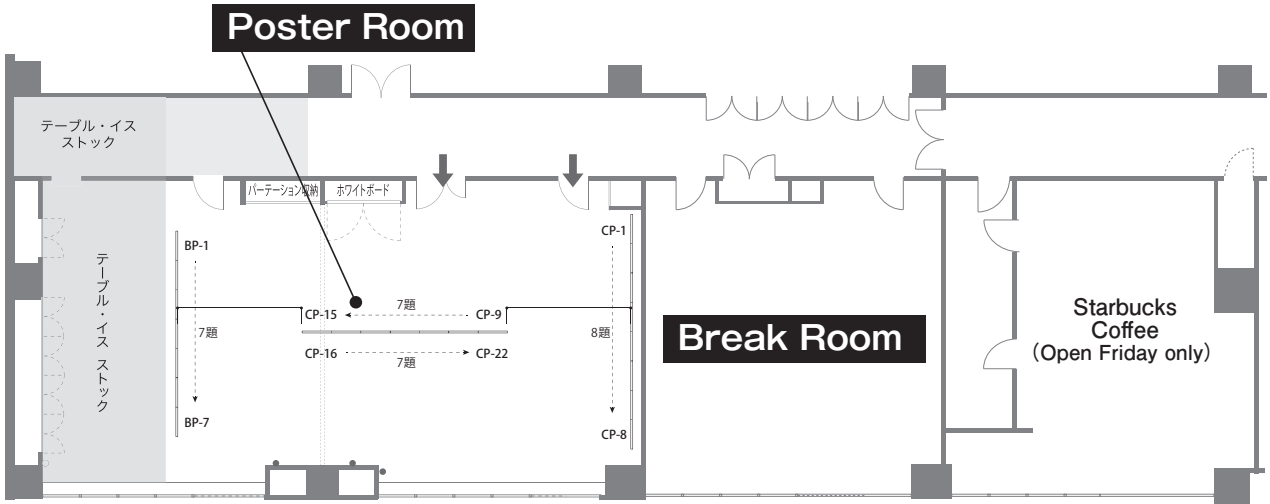 Poster Room
テーブル・イス
ストック
パーテーション収納
ホワイトボード
テーブル・イス ストック
BP-1
7題
BP-7
CP-15
7題
CP-9
CP-16
7題
CP-22
CP-1
8題
CP-8
Break Room
Starbucks
Coffee
(Open Friday only)